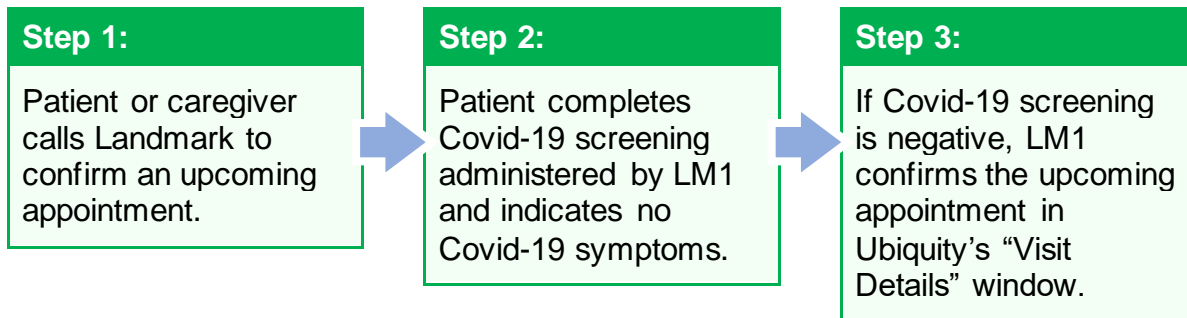 Step 1:
Patient or caregiver
calls Landmark to
confirm an upcoming
appointment.
Step 2:
Patient completes
Covid-19 screening
administered by LM1
and indicates no
Covid-19 symptoms.
Step 3:
If Covid-19 screening
is negative, LM1
confirms the upcoming
appointment in
Ubiquity’s “Visit
Details” window.